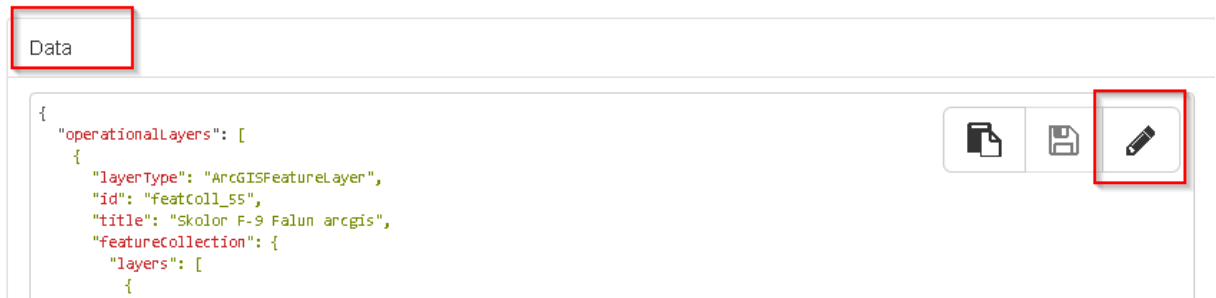 Data
{
"operationalLayers": [
{
"layerType": "ArcGISFeatureLayer",
"id": "featColl_55",
"title": "Skolor F-9 Falun arcgis",
"featureCollection": {
"layers": [
{